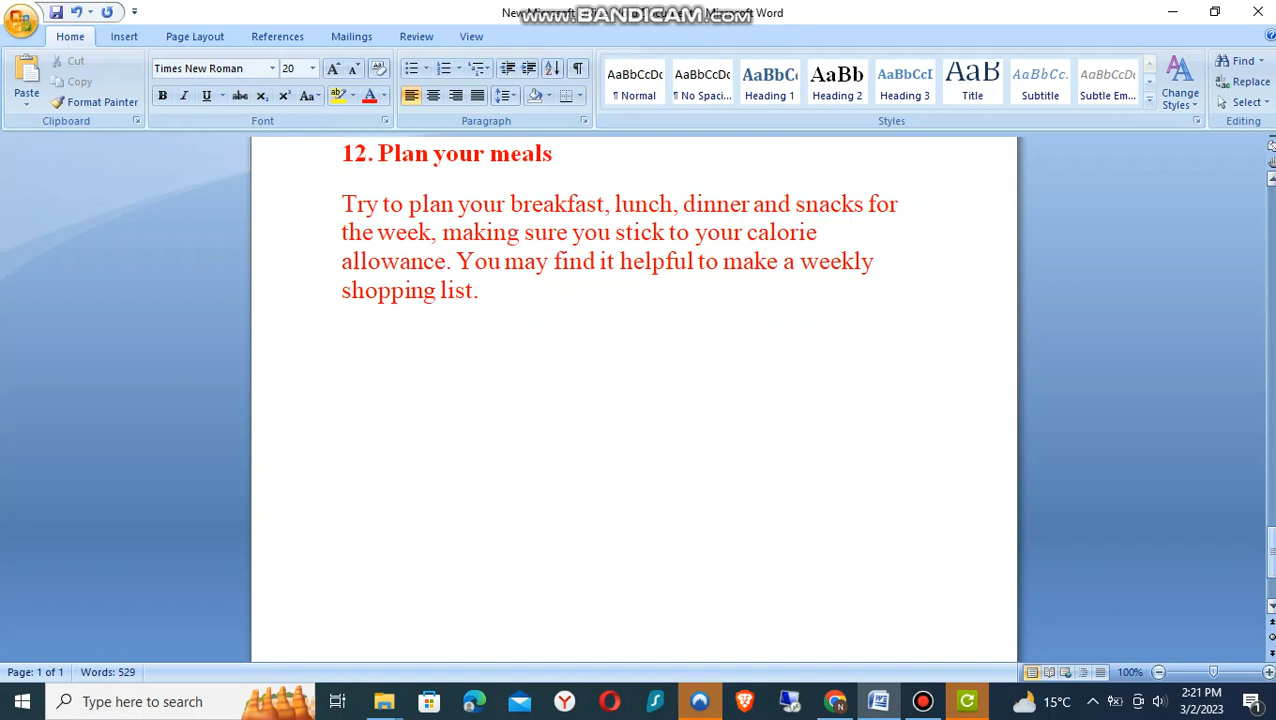 New Microsoft
www.BANDICAM.com
Microsoft Word
Home Insert Page Layout References Mailings Review View
Paste
Cut
Copy
Format Painter
Clipboard
Times New Roman 20
Font
Paragraph
AaBbCcDc AaBbCcDc AaBbCc AaBb AaBbCcI AaB AaBbCc. AaBbCcDc
¶ Normal ¶ No Spaci... Heading 1 Heading 2 Heading 3 Title Subtitle Subtle Em...
Change Styles
Styles
Find
Replace
Select
Editing
12. Plan your meals
Try to plan your breakfast, lunch, dinner and snacks for
the week, making sure you stick to your calorie
allowance. You may find it helpful to make a weekly
shopping list.
Page: 1 of 1 Words: 529 100%
Type here to search 15°C 2:21 PM
3/2/2023